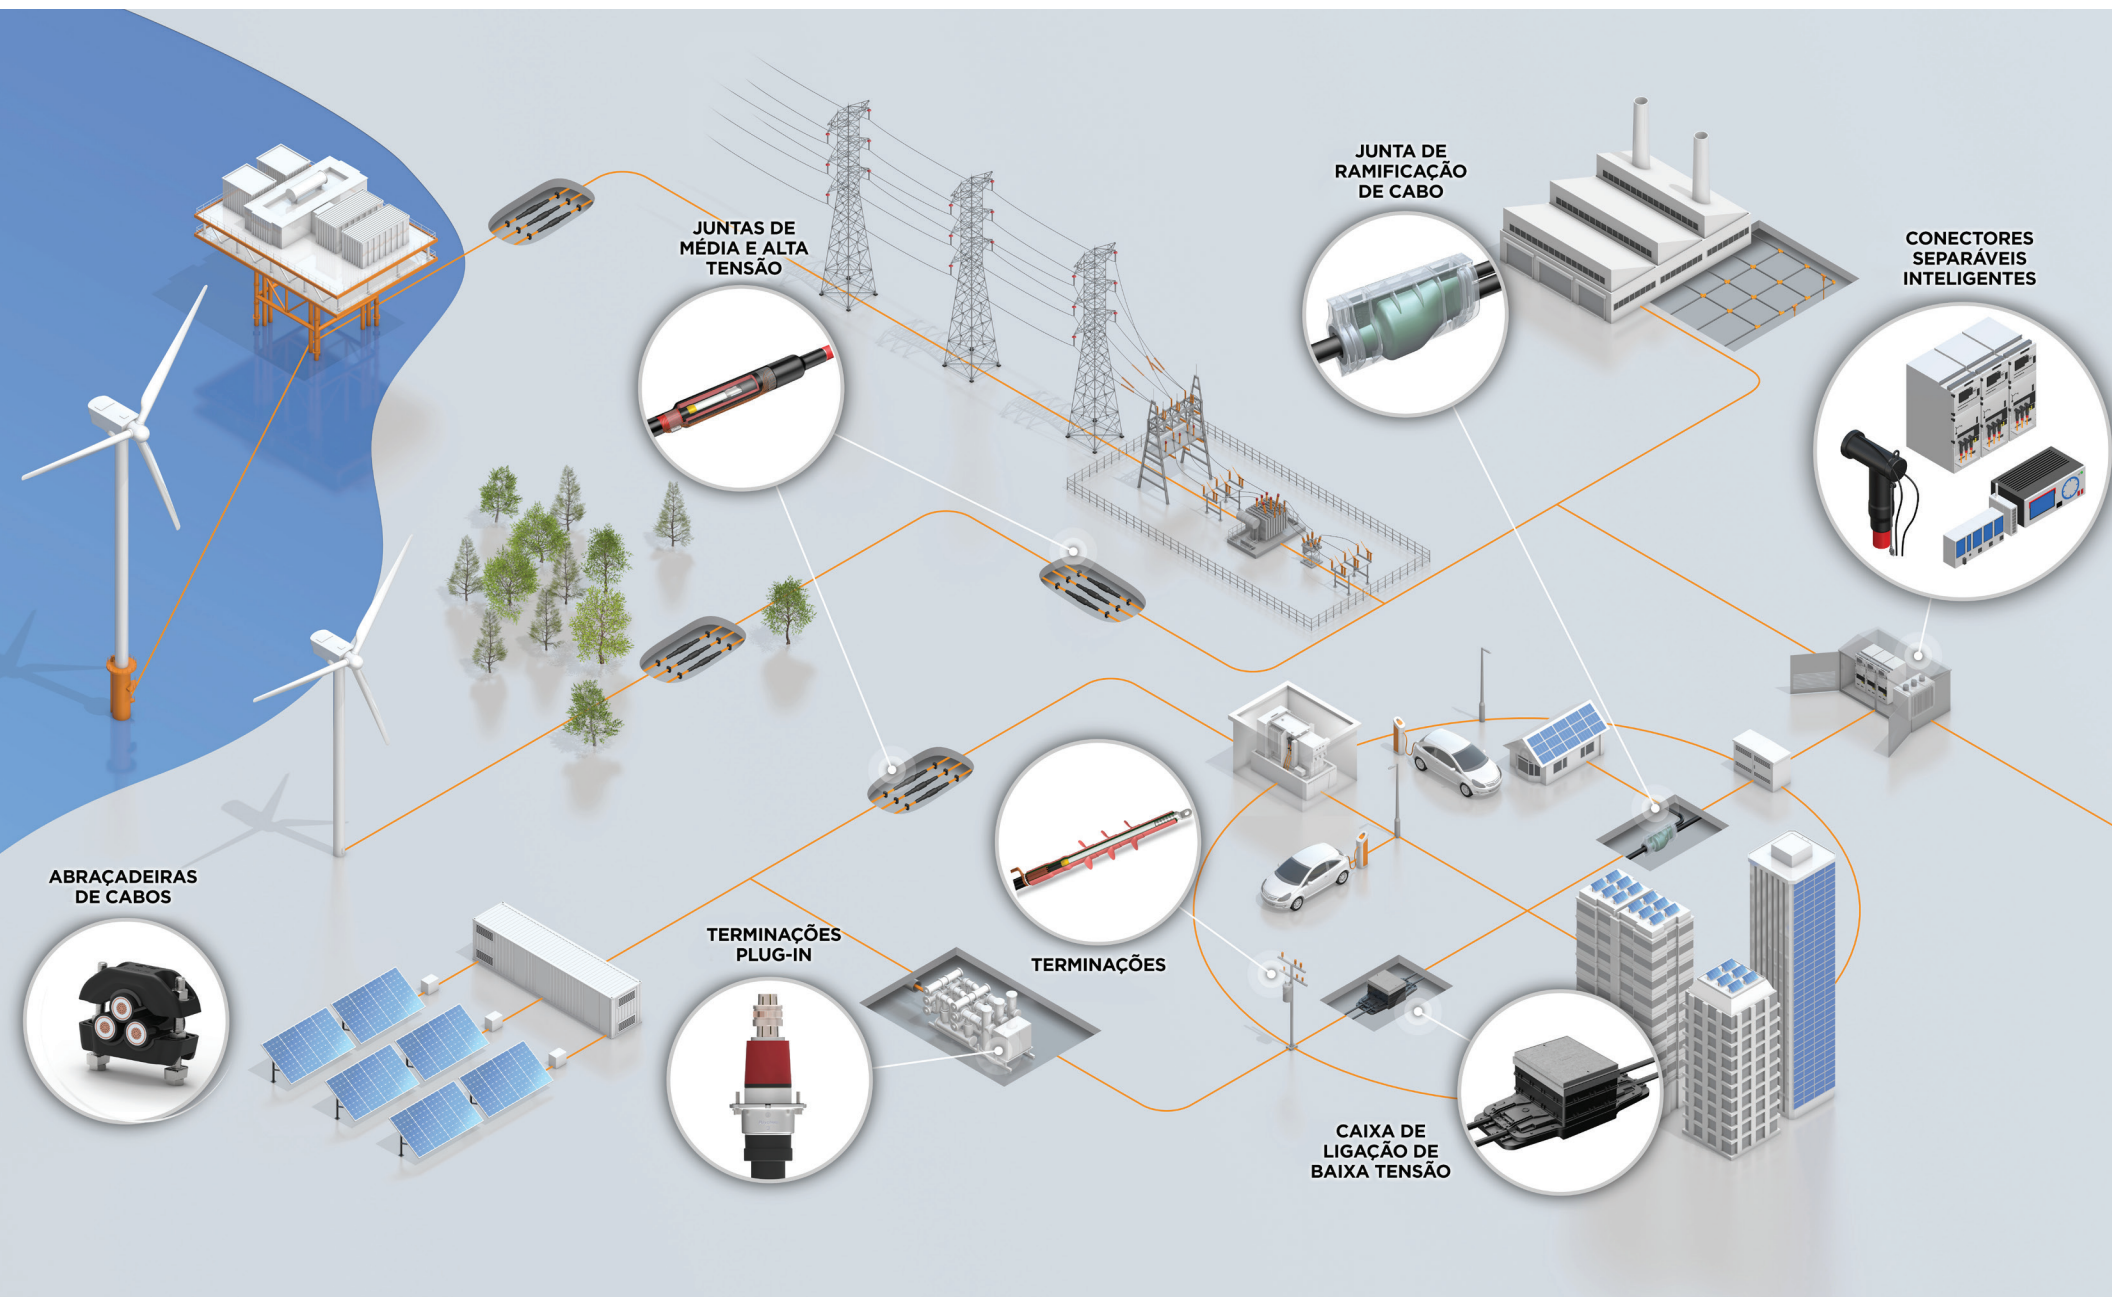 JUNTAS DE
MÉDIA E ALTA
TENSÃO
JUNTA DE
RAMIFICAÇÃO
DE CABO
CONECTORES
SEPARÁVEIS
INTELIGENTES
ABRAÇADEIRAS
DE CABOS
TERMINAÇÕES
PLUG-IN
TERMINAÇÕES
CAIXA DE
LIGAÇÃO DE
BAIXA TENSÃO